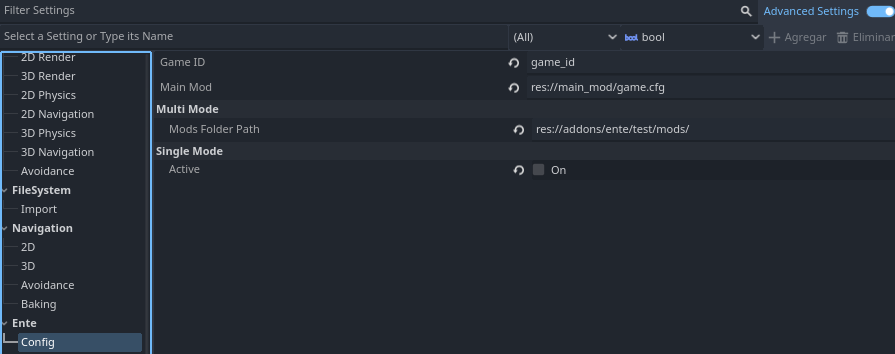 Filter Settings
Advanced Settings
Select a Setting or Type its Name
(All)
bool
Agregar
Eliminar
2D Render
3D Render
2D Physics
2D Navigation
3D Physics
3D Navigation
Avoidance
FileSystem
Import
Navigation
2D
3D
Avoidance
Baking
Ente
Config
Game ID
game_id
Main Mod
res://main_mod/game.cfg
Multi Mode
Mods Folder Path
res://addons/ente/test/mods/
Single Mode
Active
On